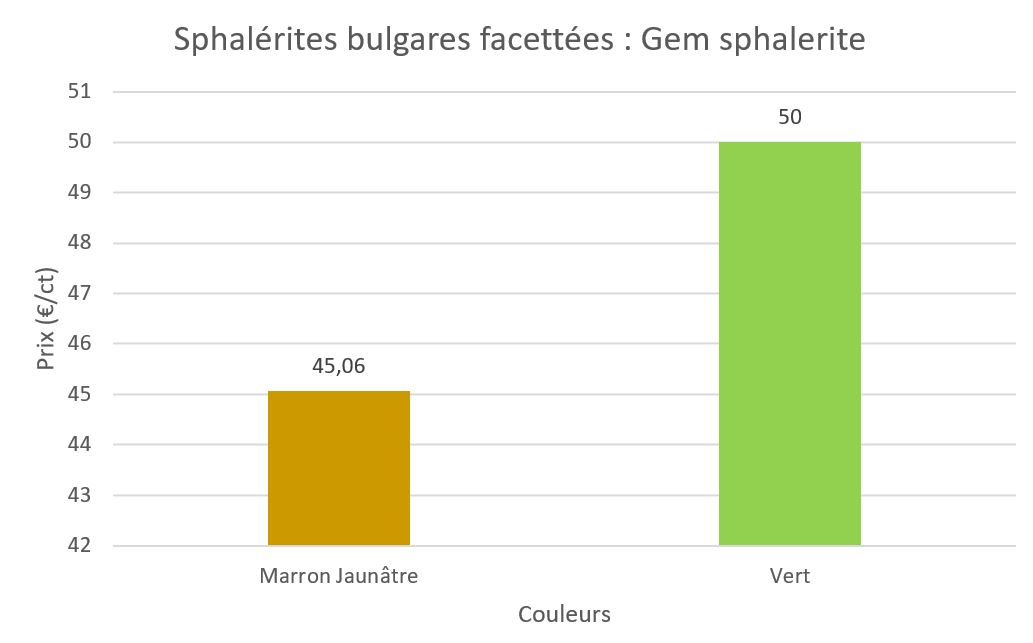 Sphalérites bulgares facettées : Gem sphalerite
51
50
49
48
47
46
45
44
43
42
Prix (€/ct)
45,06
50
Marron Jaunâtre
Vert
Couleurs